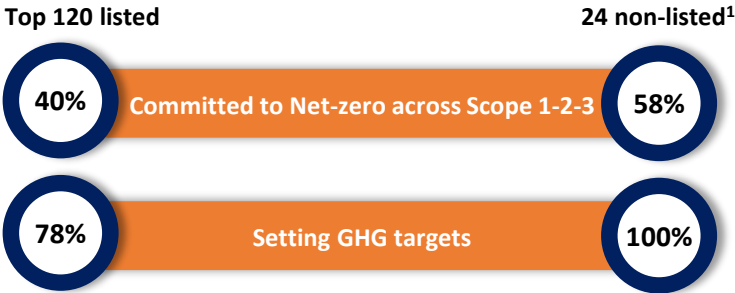 Top 120 listed 24 non-listed¹
40% Committed to Net-zero across Scope 1-2-3 58%
78% Setting GHG targets 100%